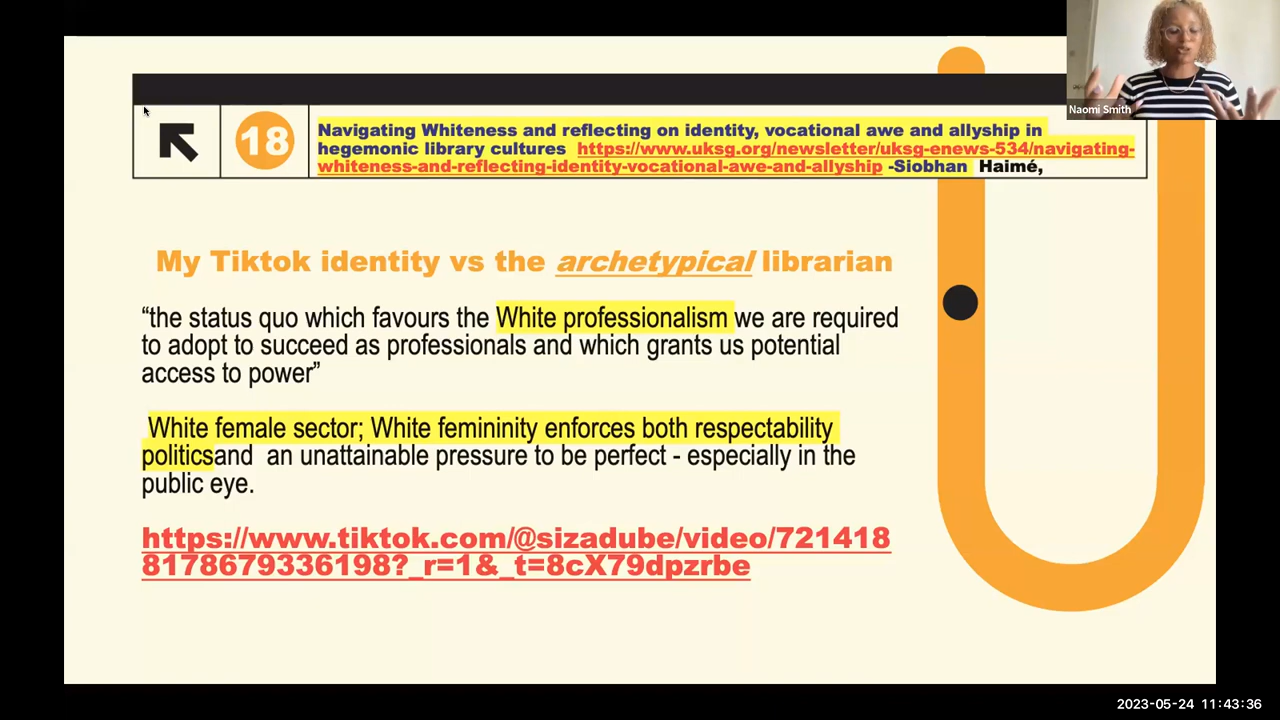 Naomi Smith
18
Navigating Whiteness and reflecting on identity, vocational awe and allyship in
hegemonic library cultures https://www.uksg.org/newsletter/uksg-enews-534/navigating-
whiteness-and-reflecting-identity-vocational-awe-and-allyship -Siobhan Haimé,
My Tiktok identity vs the archetypical librarian
“the status quo which favours the White professionalism we are required
to adopt to succeed as professionals and which grants us potential
access to power”
White female sector; White femininity enforces both respectability
politicsand an unattainable pressure to be perfect - especially in the
public eye.
https://www.tiktok.com/@sizadube/video/721418
8178679336198?_r=1&_t=8cX79dpzrbe
2023-05-24 11:43:36